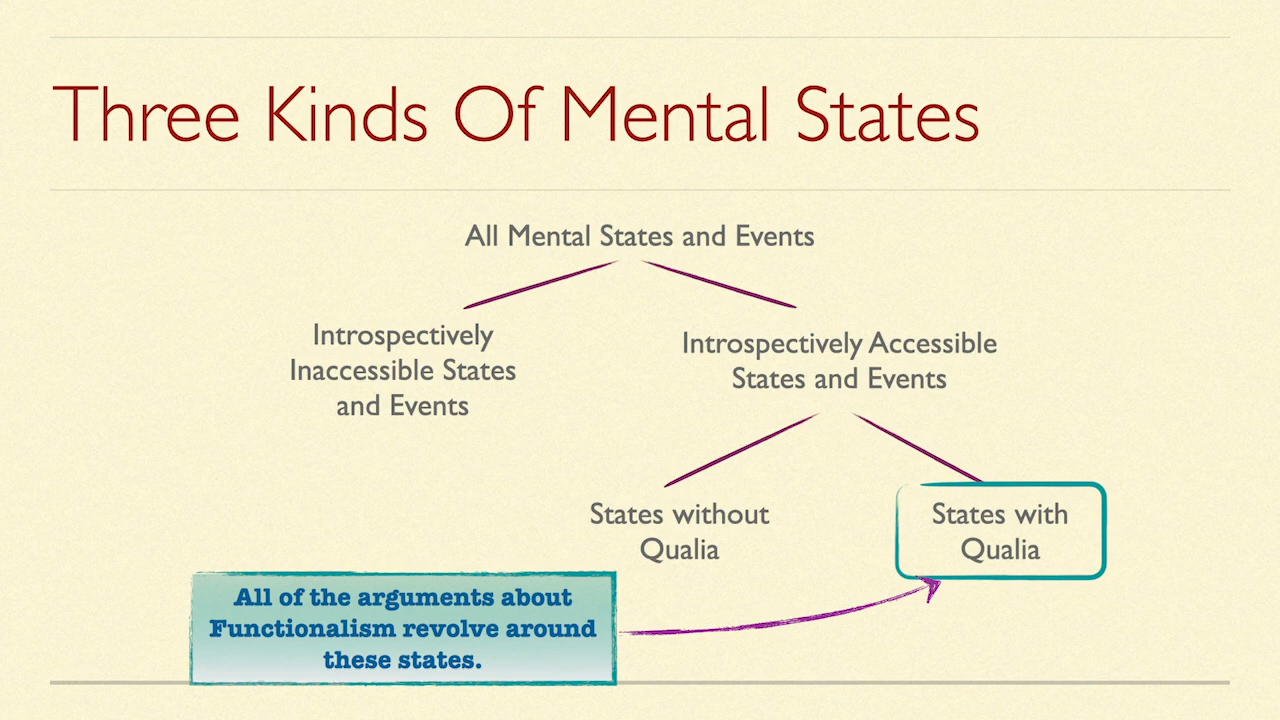 Three Kinds Of Mental States
All Mental States and Events
Introspectively
Inaccessible States
and Events
Introspectively Accessible
States and Events
States without
Qualia
States with
Qualia
All of the arguments about
Functionalism revolve around
these states.